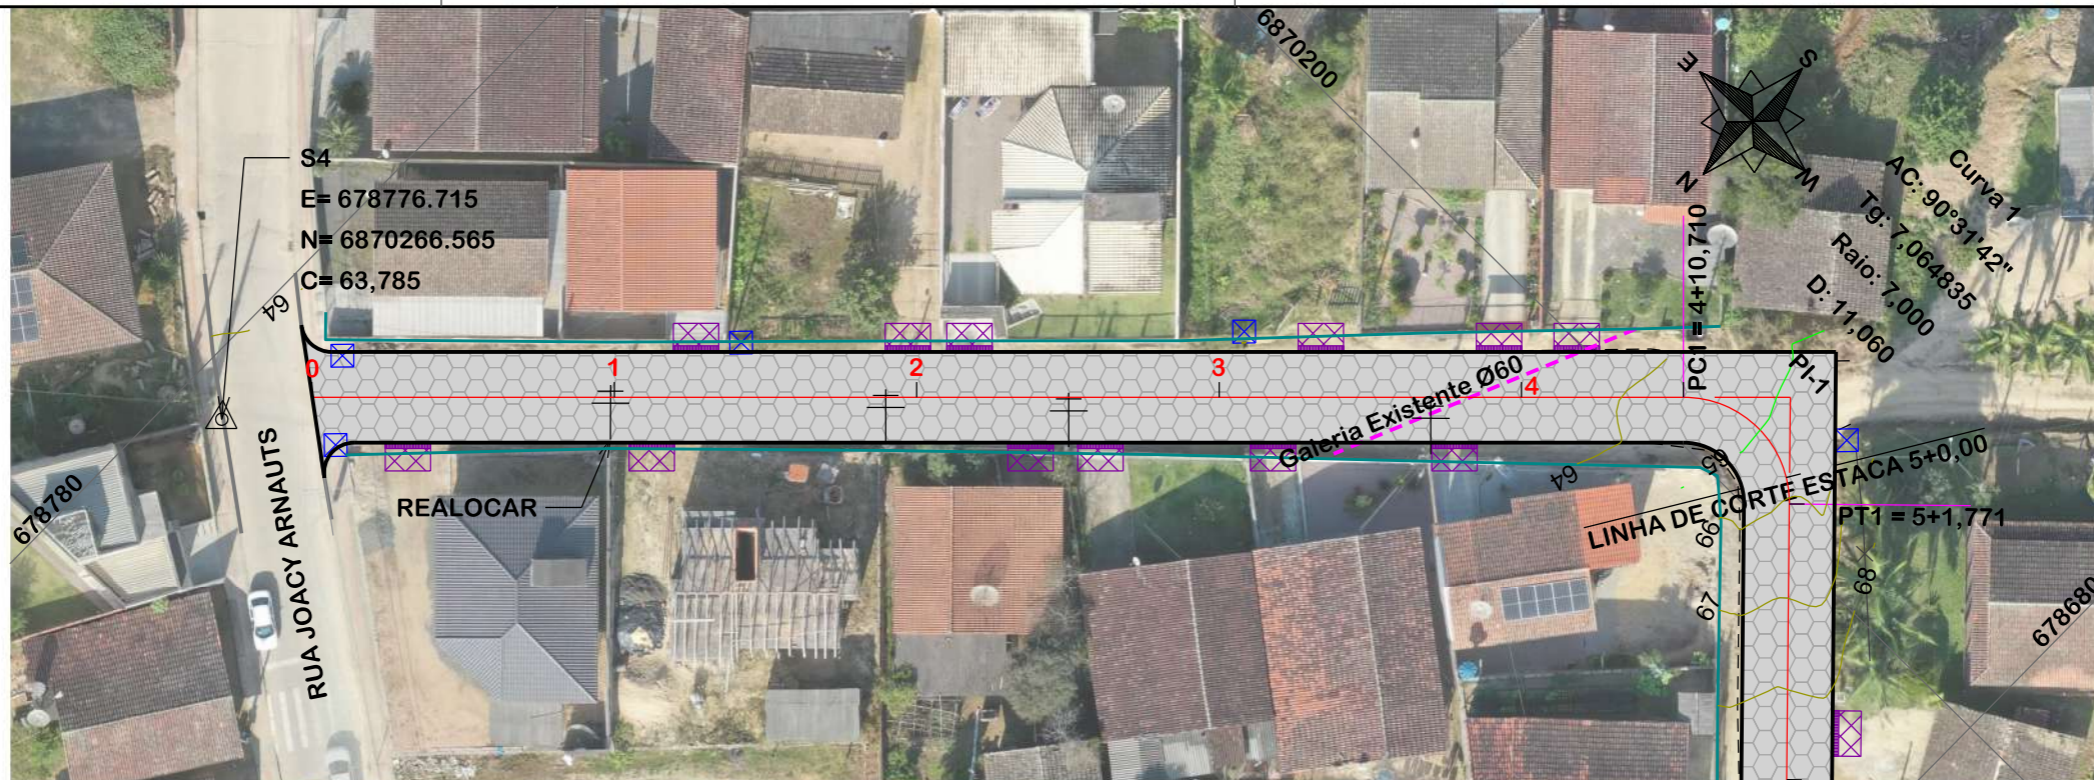 6870200
E
S
N
W
S4
E= 678776.715
N= 6870266.565
C= 63,785
64
Curva 1
AC: 90°31'42"
Tg: 7,064835
Raio: 7,000
D: 11,060
PC1 = 4+10,710
PI-1
0
1
2
3
4
Galeria Existente Ø60
64
65
66
67
68
LINHA DE CORTE ESTACA 5+0,00
PT1 = 5+1,771
REALOCAR
RUA JOACY ARNAUTS
678780
678680